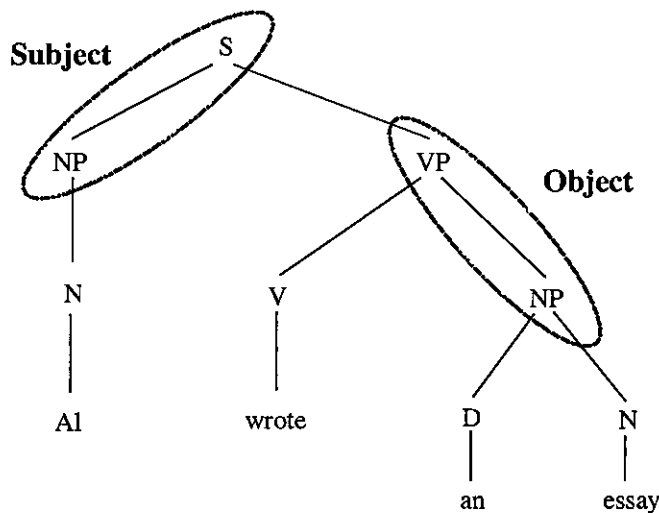 S
Subject
NP VP
Object
N V NP
Al wrote D N
an essay